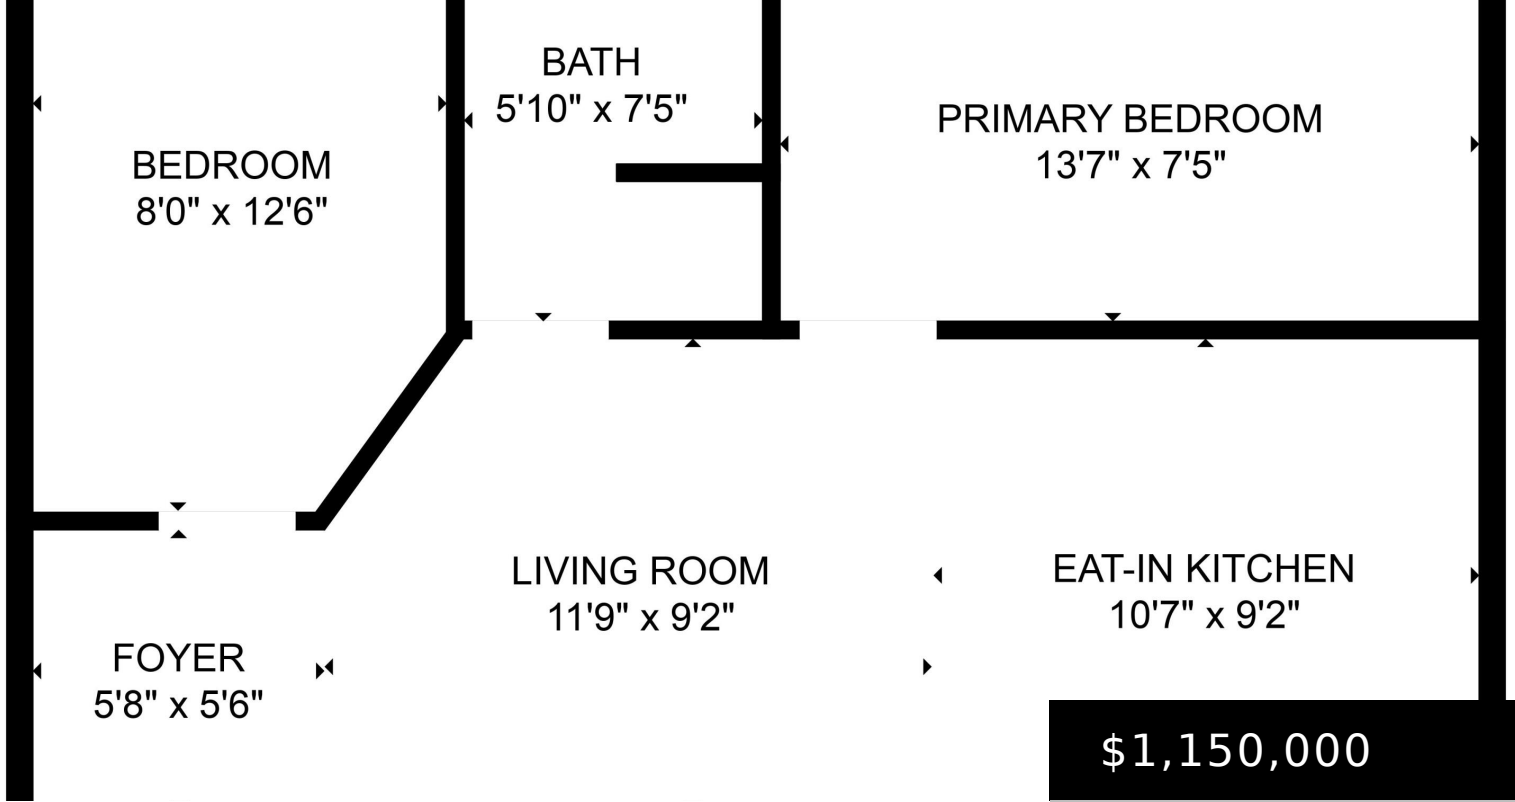 BATH
5'10" x 7'5"
PRIMARY BEDROOM
13'7" x 7'5"
BEDROOM
8'0" x 12'6"
LIVING ROOM
11'9" x 9'2"
EAT-IN KITCHEN
10'7" x 9'2"
FOYER
5'8" x 5'6"
$1,150,000